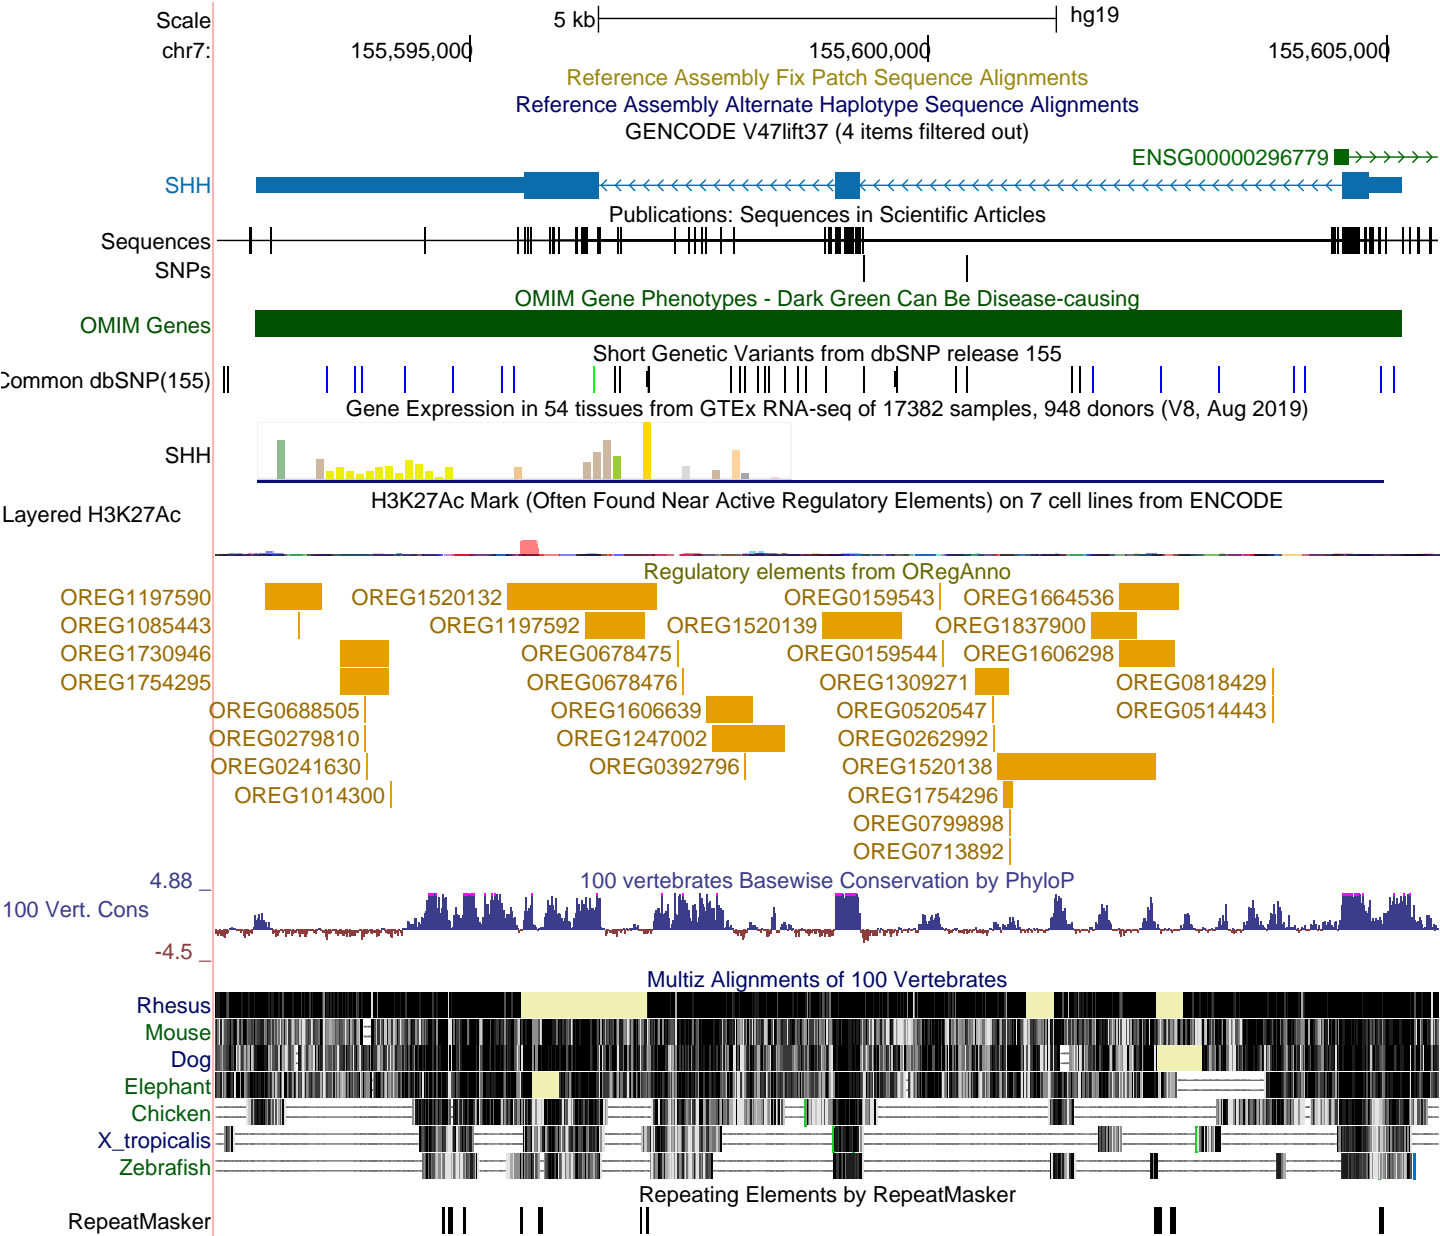 Scale 5 kb hg19
chr7: 155,595,000 155,600,000 155,605,000
Reference Assembly Fix Patch Sequence Alignments
Reference Assembly Alternate Haplotype Sequence Alignments
GENCODE V47lift37 (4 items filtered out)
ENSG00000296779
SHH
Publications: Sequences in Scientific Articles
Sequences
SNPs
OMIM Gene Phenotypes - Dark Green Can Be Disease-causing
OMIM Genes
Short Genetic Variants from dbSNP release 155
Common dbSNP(155)
Gene Expression in 54 tissues from GTEx RNA-seq of 17382 samples, 948 donors (V8, Aug 2019)
SHH
H3K27Ac Mark (Often Found Near Active Regulatory Elements) on 7 cell lines from ENCODE
Layered H3K27Ac
Regulatory elements from ORegAnno
OREG1197590 OREG1520132 OREG0159543 OREG1664536
OREG1085443 OREG1197592 OREG1520139 OREG1837900
OREG1730946 OREG0678475 OREG0159544 OREG1606298
OREG1754295 OREG0678476 OREG1309271 OREG0818429
OREG0688505 OREG1606639 OREG0520547 OREG0514443
OREG0279810 OREG1247002 OREG0262992
OREG0241630 OREG0392796 OREG1520138
OREG1014300 OREG1754296
OREG0799898
OREG0713892
4.88 _ 100 vertebrates Basewise Conservation by PhyloP
100 Vert. Cons
-4.5 _
Multiz Alignments of 100 Vertebrates
Rhesus
Mouse
Dog
Elephant
Chicken
X_tropicalis
Zebrafish
Repeating Elements by RepeatMasker
RepeatMasker